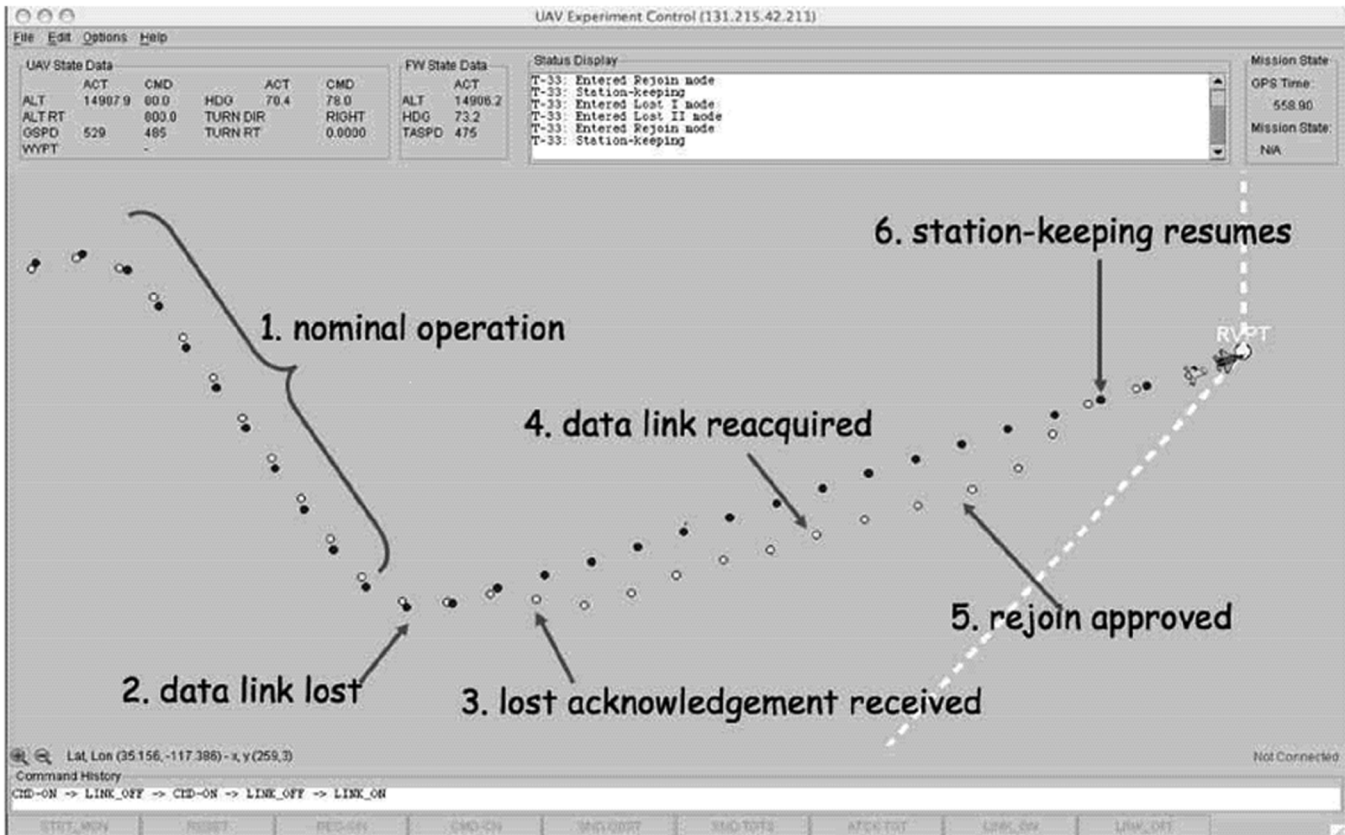 UAV Experiment Control (131.215.42.211)
File Edit Options Help
UAV State Data
ACT CMD ACT CMD
ALT 14907.9 00.0 HDG 70.4 78.0
ALT RT 800.0 TURN DIR RIGHT
GSPD 529 485 TURN RT 0.0000
WYPT -
FW State Data
ACT
ALT 14906.2
HDG 73.2
TASPD 475
Status Display
T-33: Entered Rejoin mode
T-33: Station-keeping
T-33: Entered Lost I mode
T-33: Entered Lost II mode
T-33: Entered Rejoin mode
T-33: Station-keeping
Mission State
GPS Time:
558.90
Mission State:
N/A
6. station-keeping resumes
RVPT
1. nominal operation
4. data link reacquired
5. rejoin approved
2. data link lost
3. lost acknowledgement received
Lat, Lon (35.156, -117.386) - x, y (259,3)
Not Connected
Command History
CMD-ON -> LINK_OFF -> CMD-ON -> LINK_OFF -> LINK_ON
RESET LINK_ON LINK_OFF